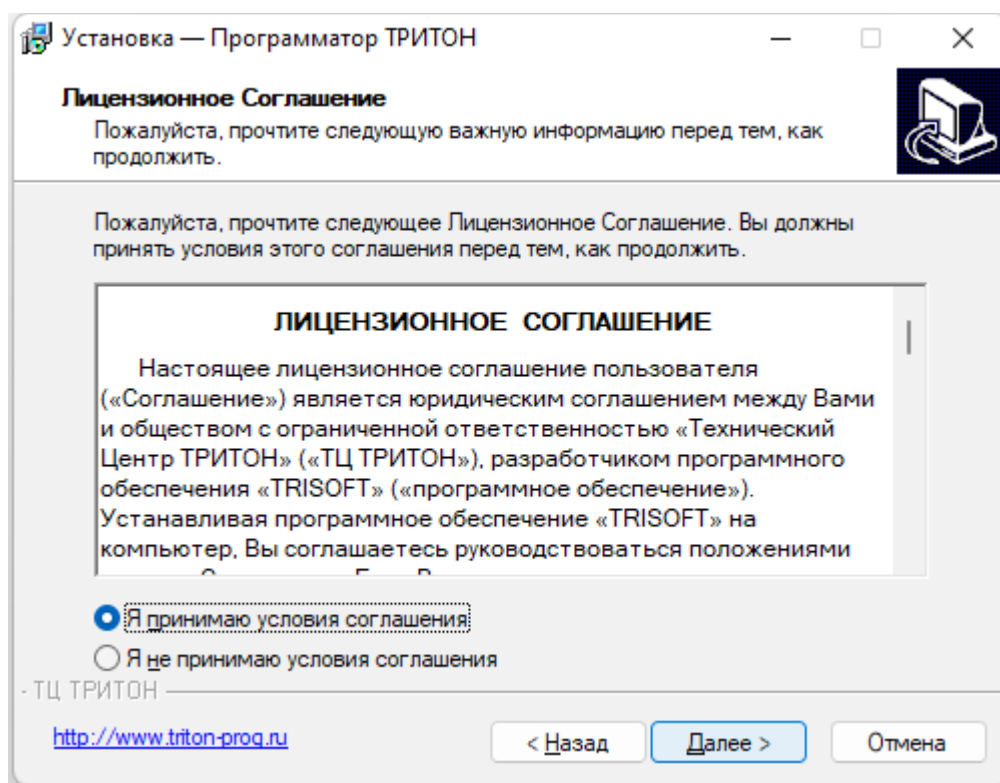 Установка — Программатор ТРИТОН
Лицензионное Соглашение
Пожалуйста, прочтите следующую важную информацию перед тем, как
продолжить.
Пожалуйста, прочтите следующее Лицензионное Соглашение. Вы должны
принять условия этого соглашения перед тем, как продолжить.
ЛИЦЕНЗИОННОЕ СОГЛАШЕНИЕ
Настоящее лицензионное соглашение пользователя
(«Соглашение») является юридическим соглашением между Вами
и обществом с ограниченной ответственностью «Технический
Центр ТРИТОН» («ТЦ ТРИТОН»), разработчиком программного
обеспечения «TRISOFT» («программное обеспечение»).
Устанавливая программное обеспечение «TRISOFT» на
компьютер, Вы соглашаетесь руководствоваться положениями
Я принимаю условия соглашения
Я не принимаю условия соглашения
ТЦ ТРИТОН
http://www.triton-prog.ru
< Назад
Далее >
Отмена